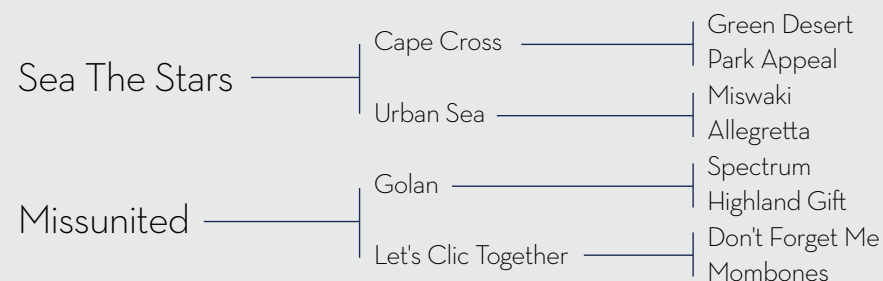 Sea The Stars
Cape Cross
Green Desert
Park Appeal
Urban Sea
Miswaki
Allegretta
Missunited
Golan
Spectrum
Highland Gift
Let's Clic Together
Don't Forget Me
Mombones